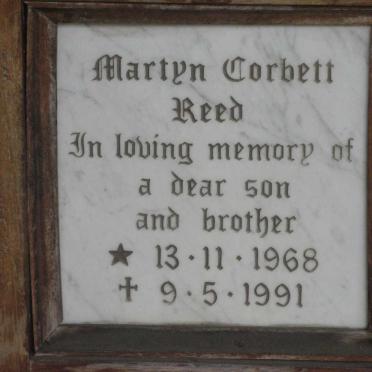 Martyn Corbett
Reed
In loving memory of
a dear son
and brother
★ 13·11·1968
✝ 9·5·1991